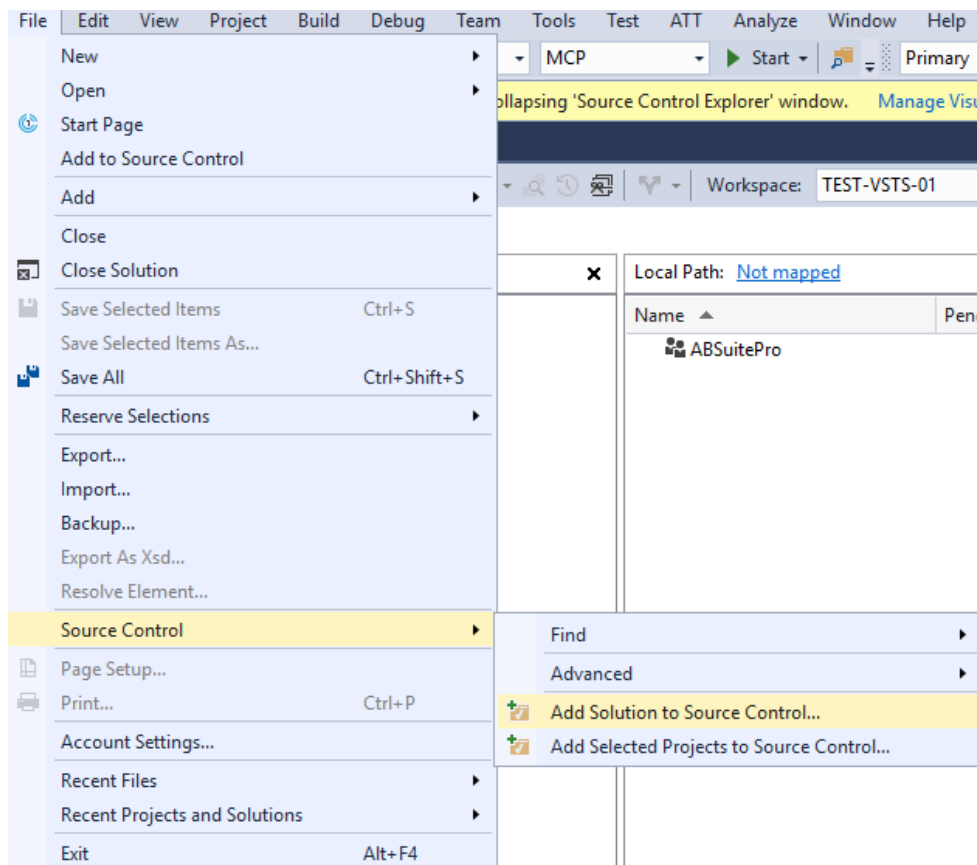 File Edit View Project Build Debug Team Tools Test ATT Analyze Window Help
New
MCP Start Primary
Open
ollapsing 'Source Control Explorer' window. Manage Visu
Start Page
Add to Source Control
Add
Workspace: TEST-VSTS-01
Close
Close Solution
Local Path: Not mapped
Save Selected Items Ctrl+S
Name Pen
Save Selected Items As...
ABSuitePro
Save All Ctrl+Shift+S
Reserve Selections
Export...
Import...
Backup...
Export As Xsd...
Resolve Element...
Source Control
Find
Page Setup...
Advanced
Print... Ctrl+P
Add Solution to Source Control...
Account Settings...
Add Selected Projects to Source Control...
Recent Files
Recent Projects and Solutions
Exit Alt+F4